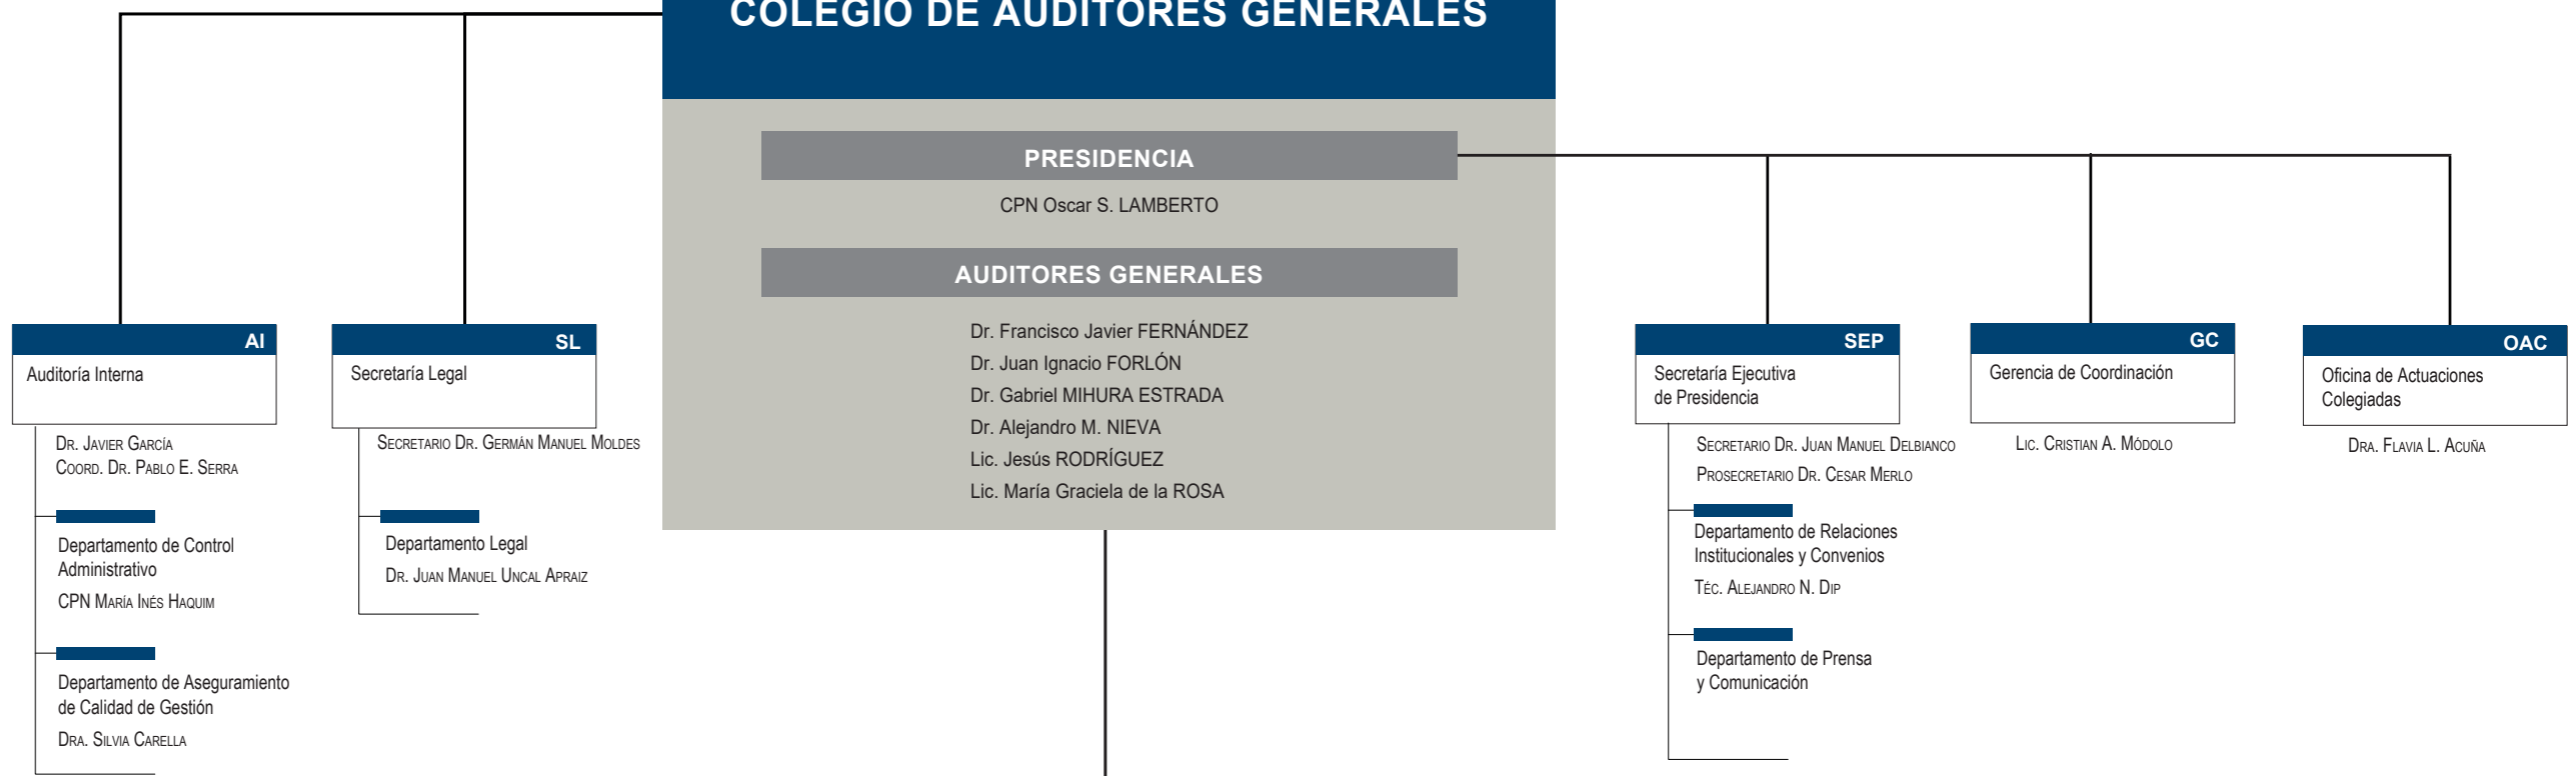 COLEGIO DE AUDITORES GENERALES
PRESIDENCIA
CPN Oscar S. LAMBERTO
AUDITORES GENERALES
Dr. Francisco Javier FERNÁNDEZ
Dr. Juan Ignacio FORLÓN
Dr. Gabriel MIHURA ESTRADA
Dr. Alejandro M. NIEVA
Lic. Jesús RODRÍGUEZ
Lic. María Graciela de la ROSA
AI
Auditoría Interna
DR. JAVIER GARCÍA
COORD. DR. PABLO E. SERRA
Departamento de Control
Administrativo
CPN MARÍA INÉS HAQUIM
Departamento de Aseguramiento
de Calidad de Gestión
DRA. SILVIA CARELLA
SL
Secretaría Legal
SECRETARIO DR. GERMÁN MANUEL MOLDES
Departamento Legal
DR. JUAN MANUEL UNCAL APRAIZ
SEP
Secretaría Ejecutiva
de Presidencia
SECRETARIO DR. JUAN MANUEL DELBIANCO
PROSECRETARIO DR. CESAR MERLO
Departamento de Relaciones
Institucionales y Convenios
TÉC. ALEJANDRO N. DIP
Departamento de Prensa
y Comunicación
GC
Gerencia de Coordinación
LIC. CRISTIAN A. MÓDOLO
OAC
Oficina de Actuaciones
Colegiadas
DRA. FLAVIA L. ACUÑA